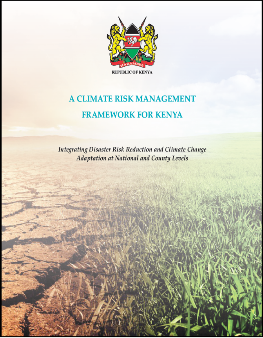 REPUBLIC OF KENYA
A CLIMATE RISK MANAGEMENT
FRAMEWORK FOR KENYA
Integrating Disaster Risk Reduction and Climate Change
Adaptation at National and County Levels